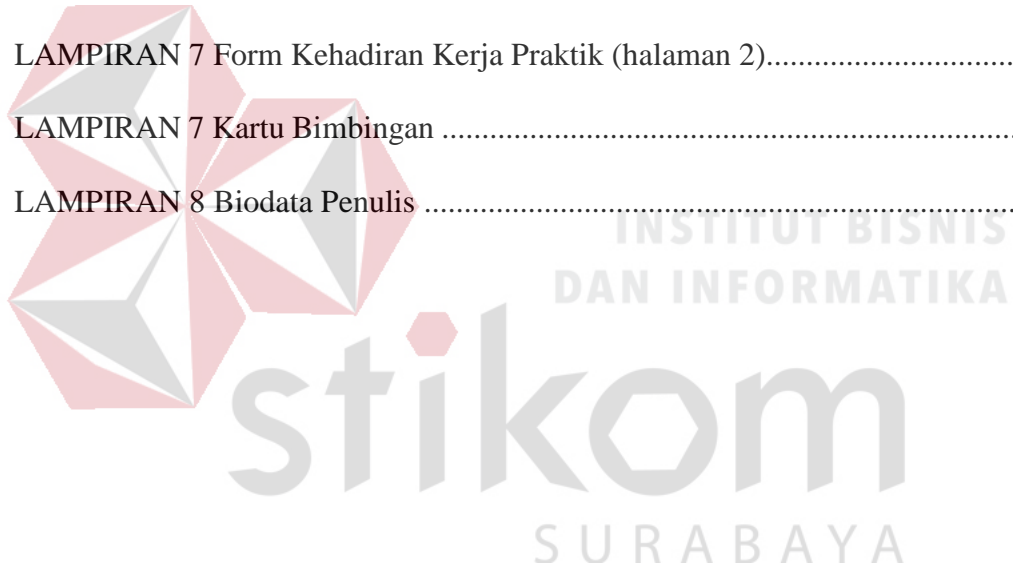 LAMPIRAN 7 Form Kehadiran Kerja Praktik (halaman 2)...............................
LAMPIRAN 7 Kartu Bimbingan ........................................................................
LAMPIRAN 8 Biodata Penulis ..........................................................................
INSTITUT BISNIS
DAN INFORMATIKA
stikom
SURABAYA